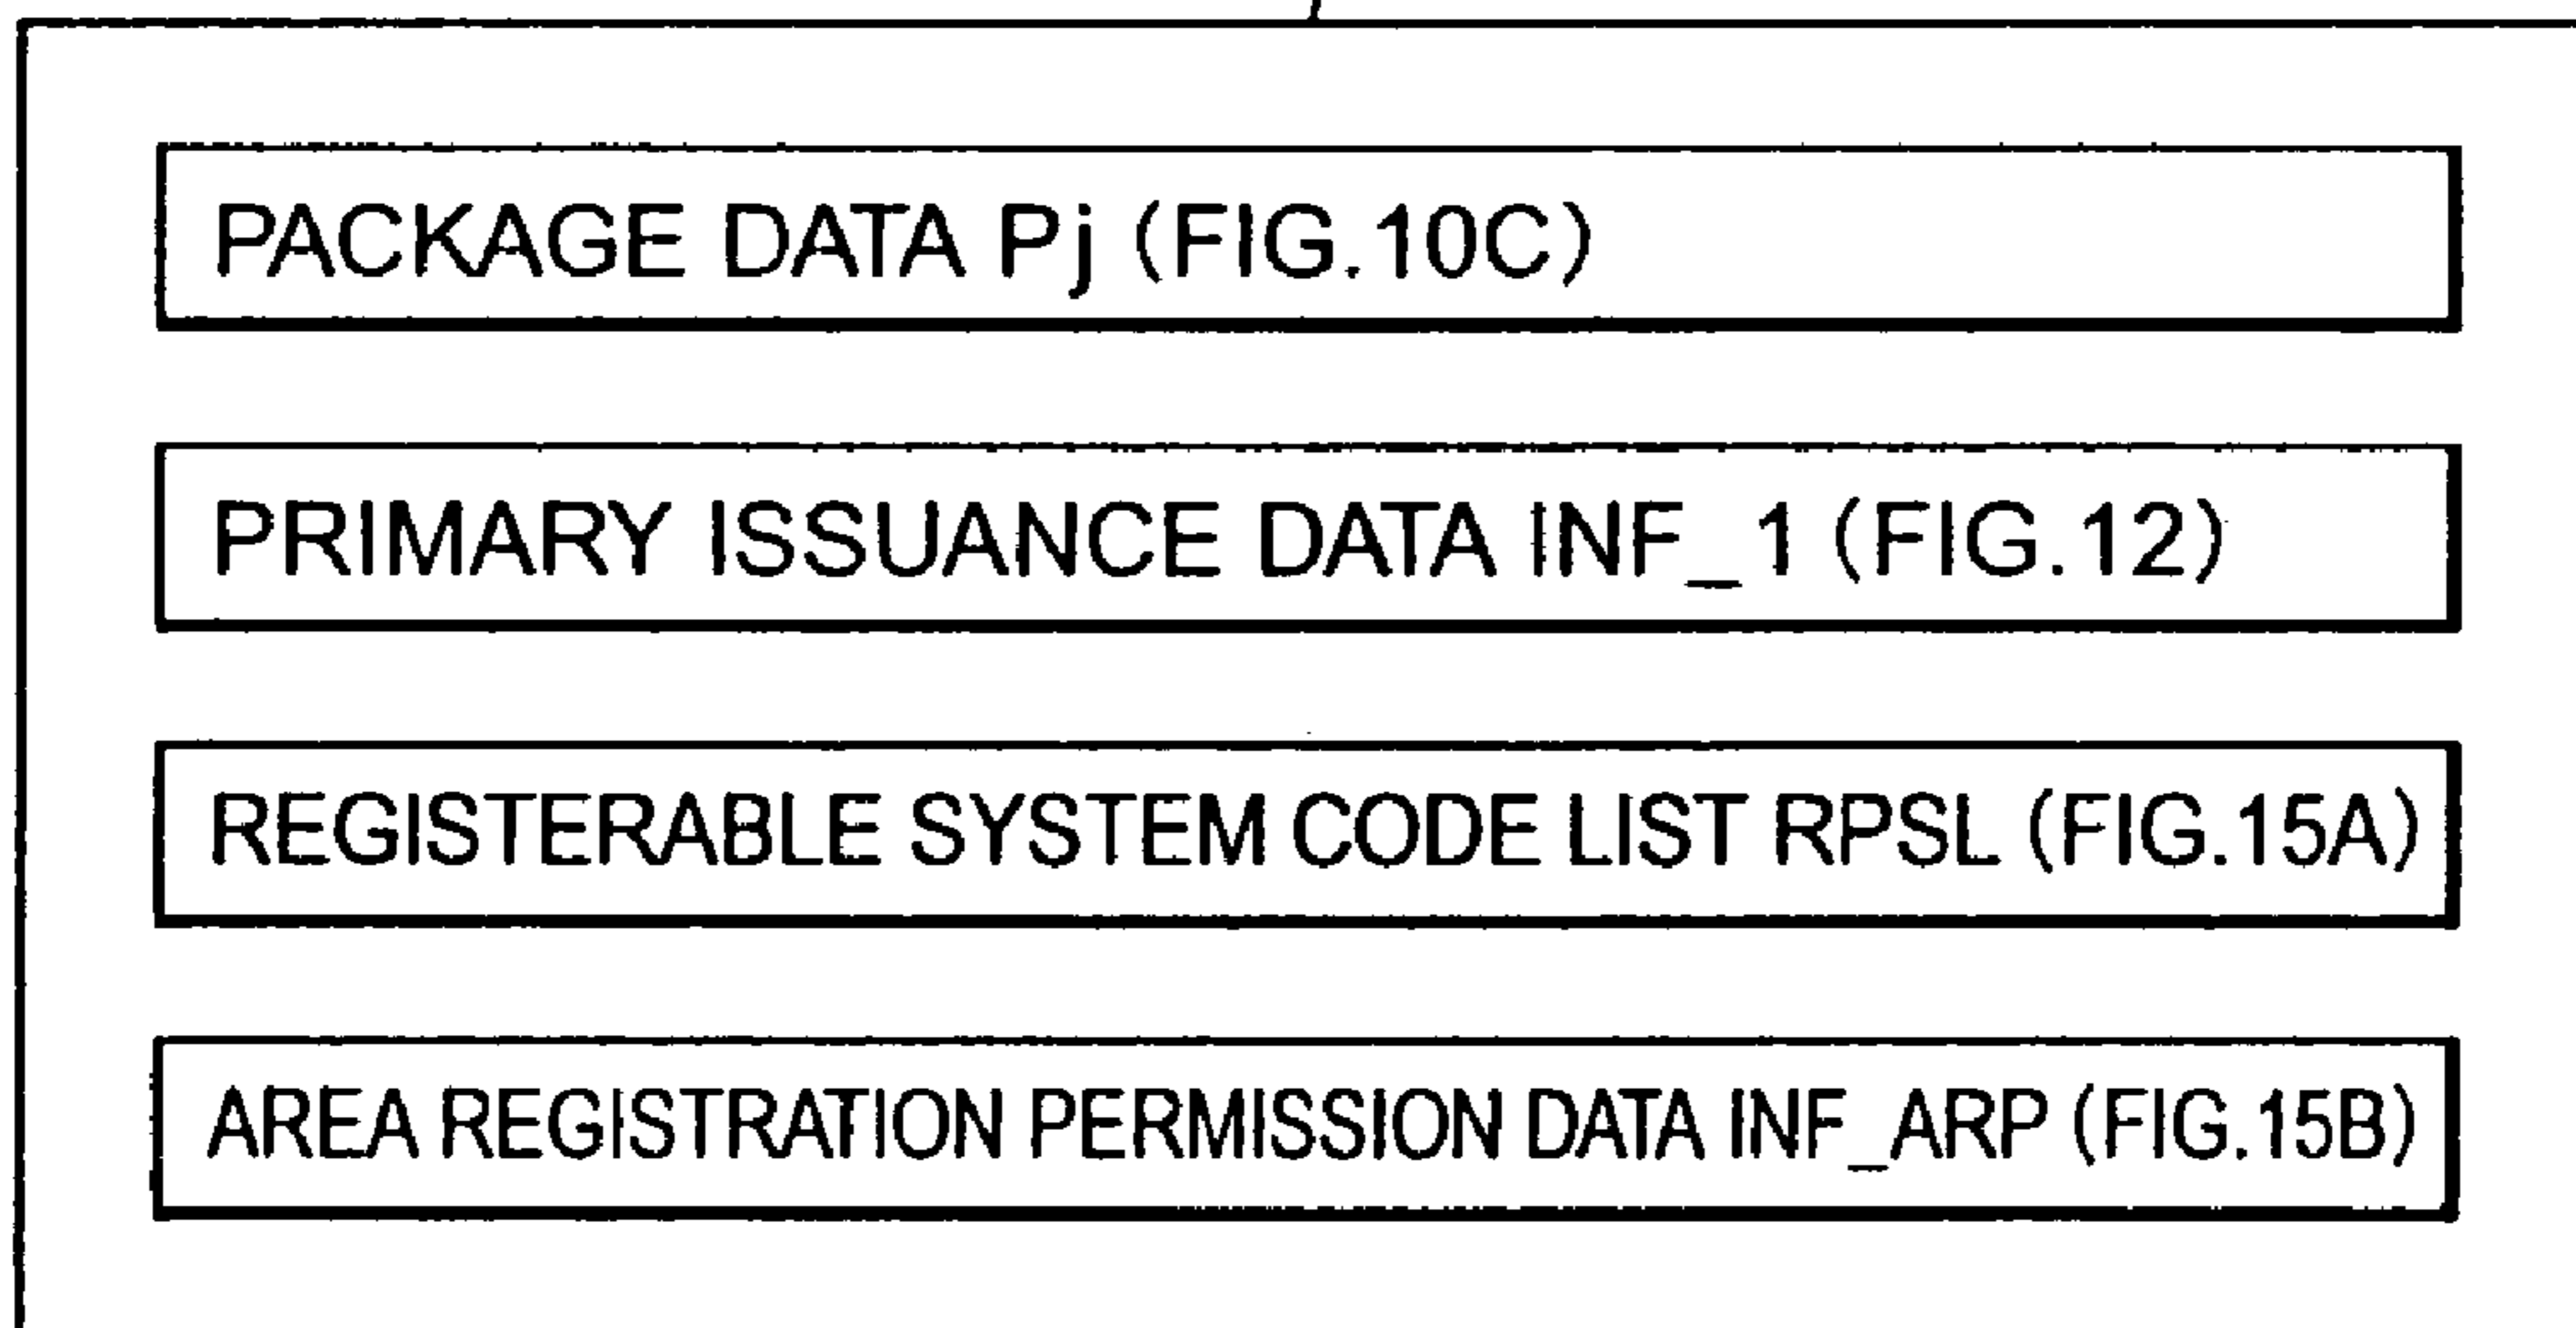 PACKAGE DATA Pj (FIG.10C)
PRIMARY ISSUANCE DATA INF_1 (FIG.12)
REGISTERABLE SYSTEM CODE LIST RPSL (FIG.15A)
AREA REGISTRATION PERMISSION DATA INF_ARP (FIG.15B)